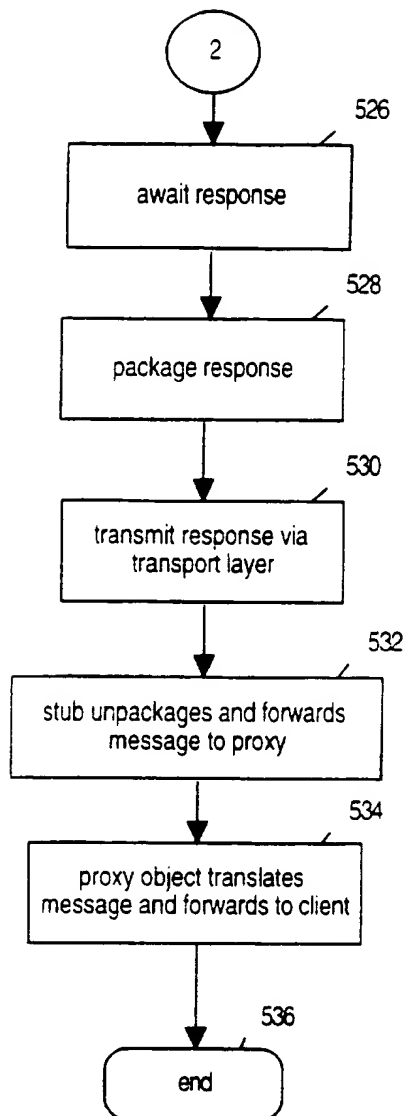 2
526
await response
528
package response
530
transmit response via
transport layer
532
stub unpackages and forwards
message to proxy
534
proxy object translates
message and forwards to client
536
end